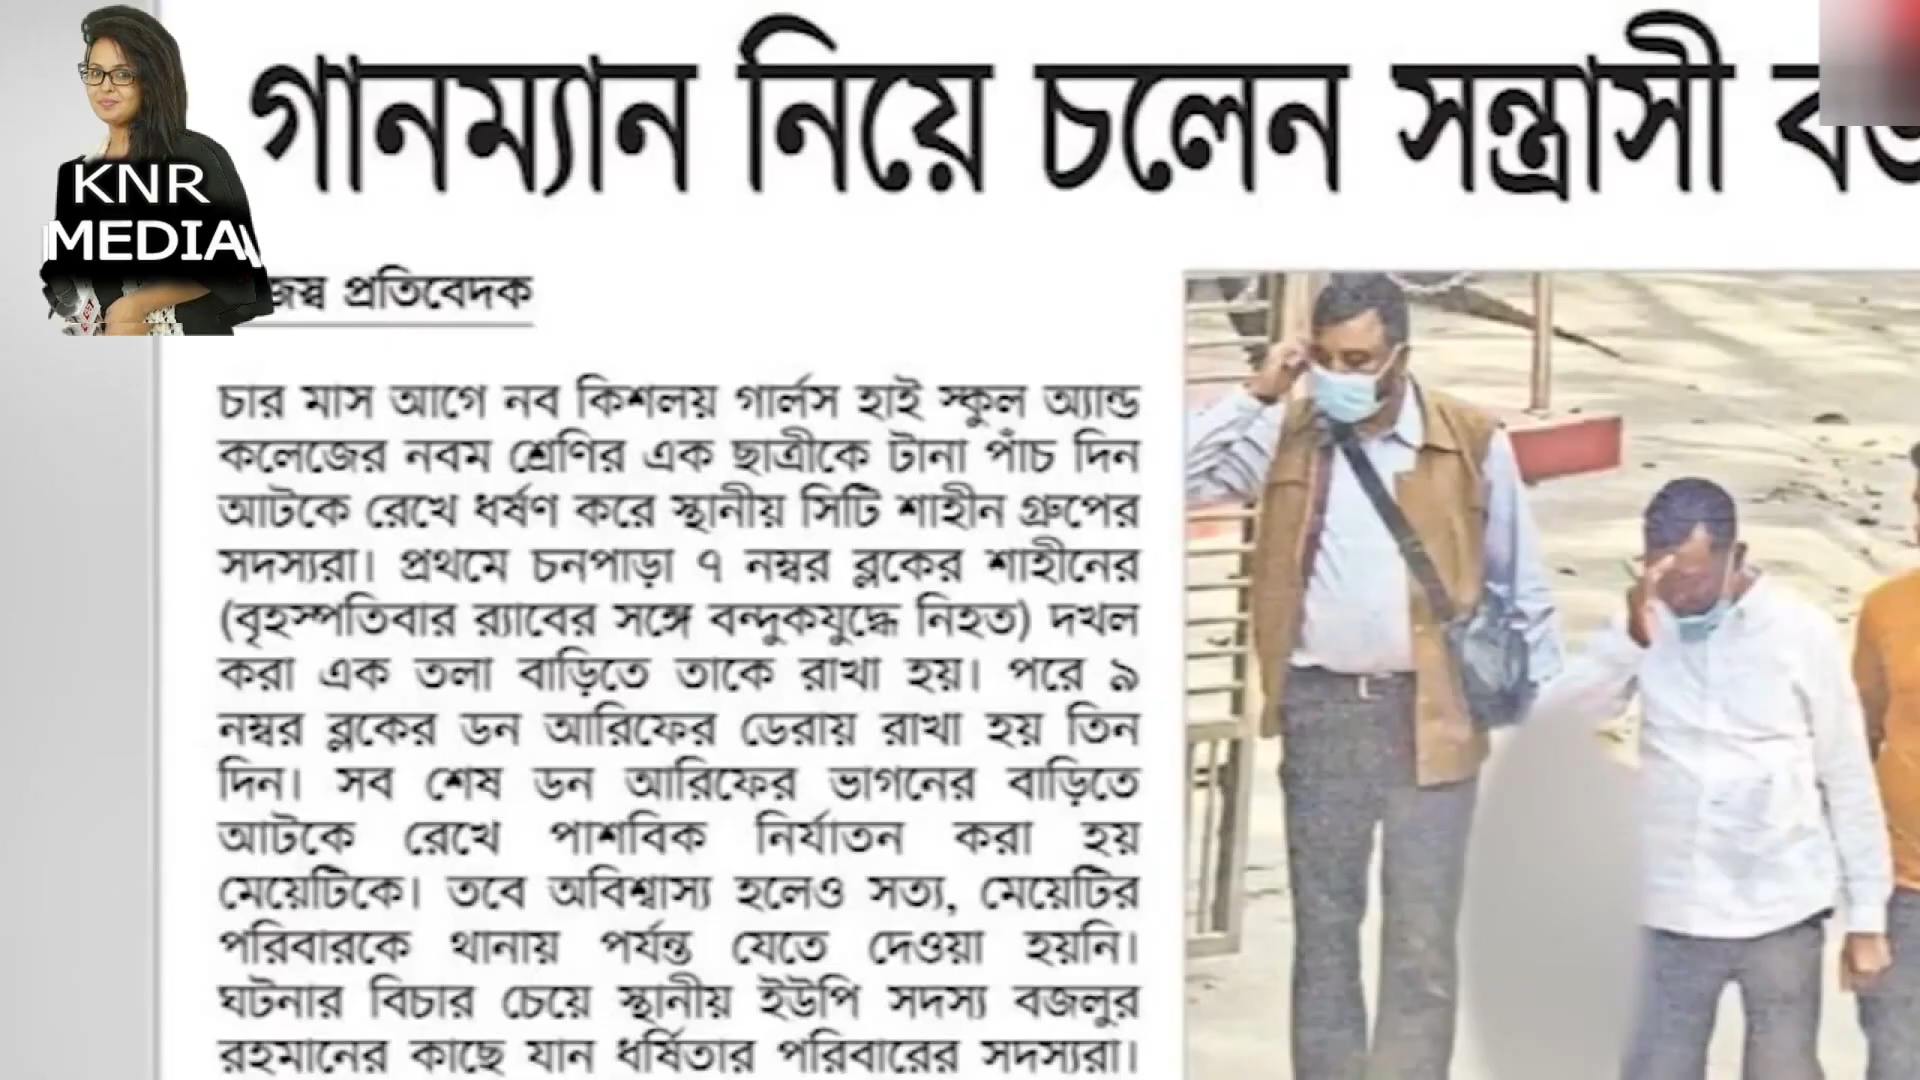 গানম্যান নিয়ে চলেন সন্ত্রাসী
KNR
MEDIA
প্রতিবেদক
চার মাস আগে নব কিশলয় গার্লস হাই স্কুল অ্যান্ড
কলেজের নবম শ্রেণির এক ছাত্রীকে টানা পাঁচ দিন
আটকে রেখে ধর্ষণ করে স্থানীয় সিটি শাহীন গ্রুপের
সদস্যরা। প্রথমে চনপাড়া ৭ নম্বর ব্লকের শাহীনের
(বৃহস্পতিবার র‍্যাবের সঙ্গে বন্দুকযুদ্ধে নিহত) দখল
করা এক তলা বাড়িতে তাকে রাখা হয়। পরে ৯
নম্বর ব্লকের ডন আরিফের ডেরায় রাখা হয় তিন
দিন। সব শেষ ডন আরিফের ভাগনের বাড়িতে
আটকে রেখে পাশবিক নির্যাতন করা হয়
মেয়েটিকে। তবে অবিশ্বাস্য হলেও সত্য, মেয়েটির
পরিবারকে থানায় পর্যন্ত যেতে দেওয়া হয়নি।
ঘটনার বিচার চেয়ে স্থানীয় ইউপি সদস্য বজলুর
রহমানের কাছে যান ধর্ষিতার পরিবারের সদস্যরা।